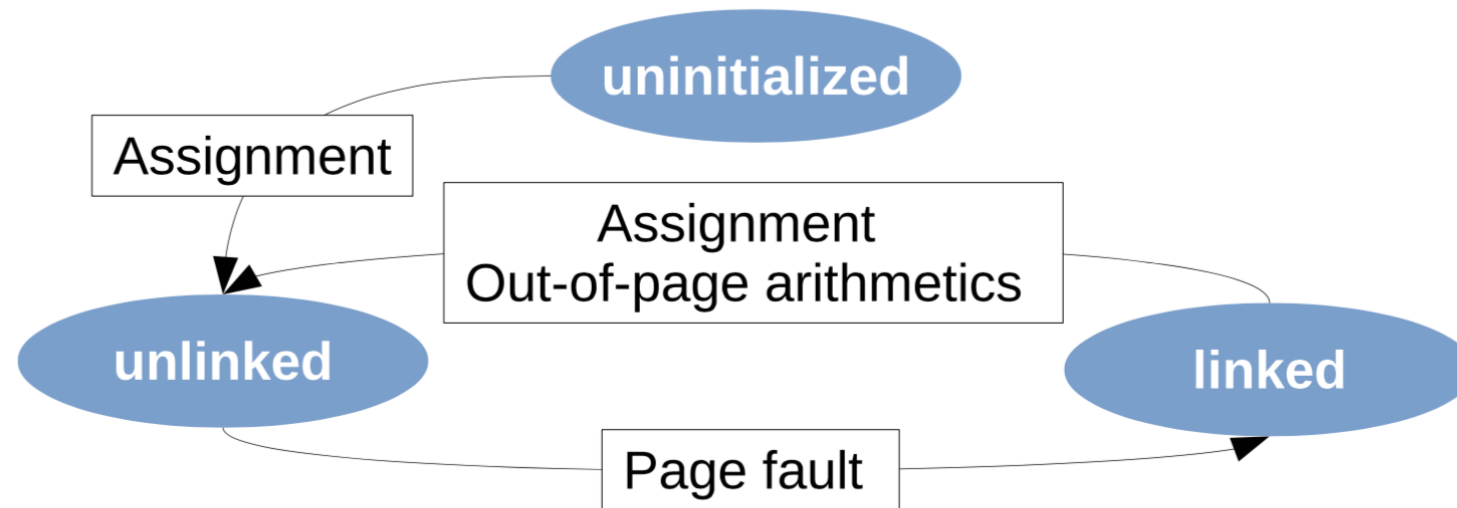 uninitialized
Assignment
Assignment
Out-of-page arithmetics
unlinked
linked
Page fault